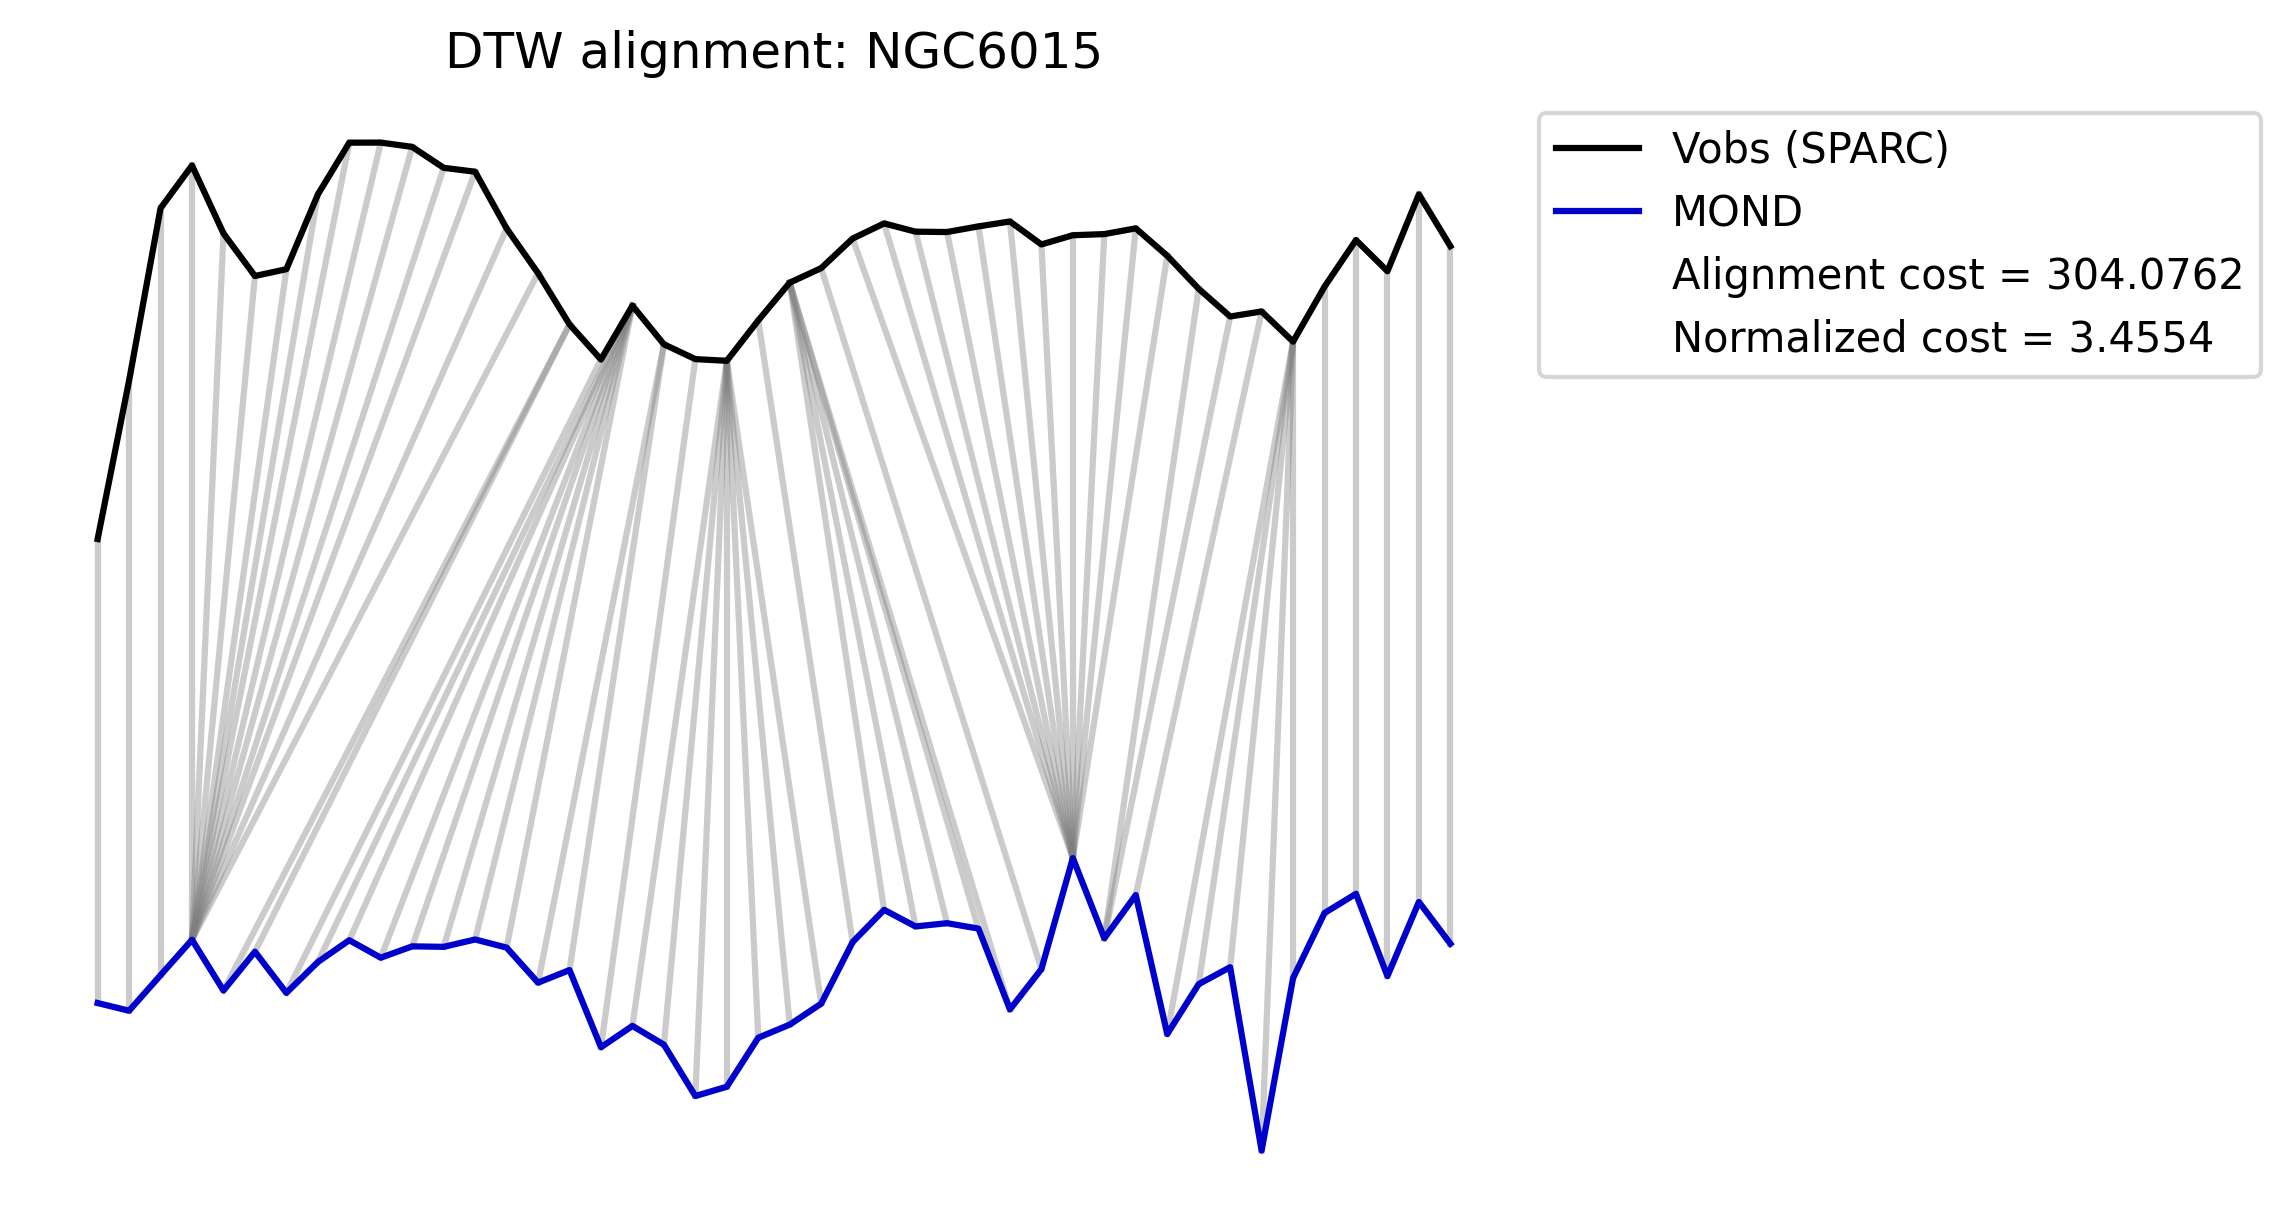 DTW alignment: NGC6015
Vobs (SPARC)
MOND
Alignment cost = 304.0762
Normalized cost = 3.4554